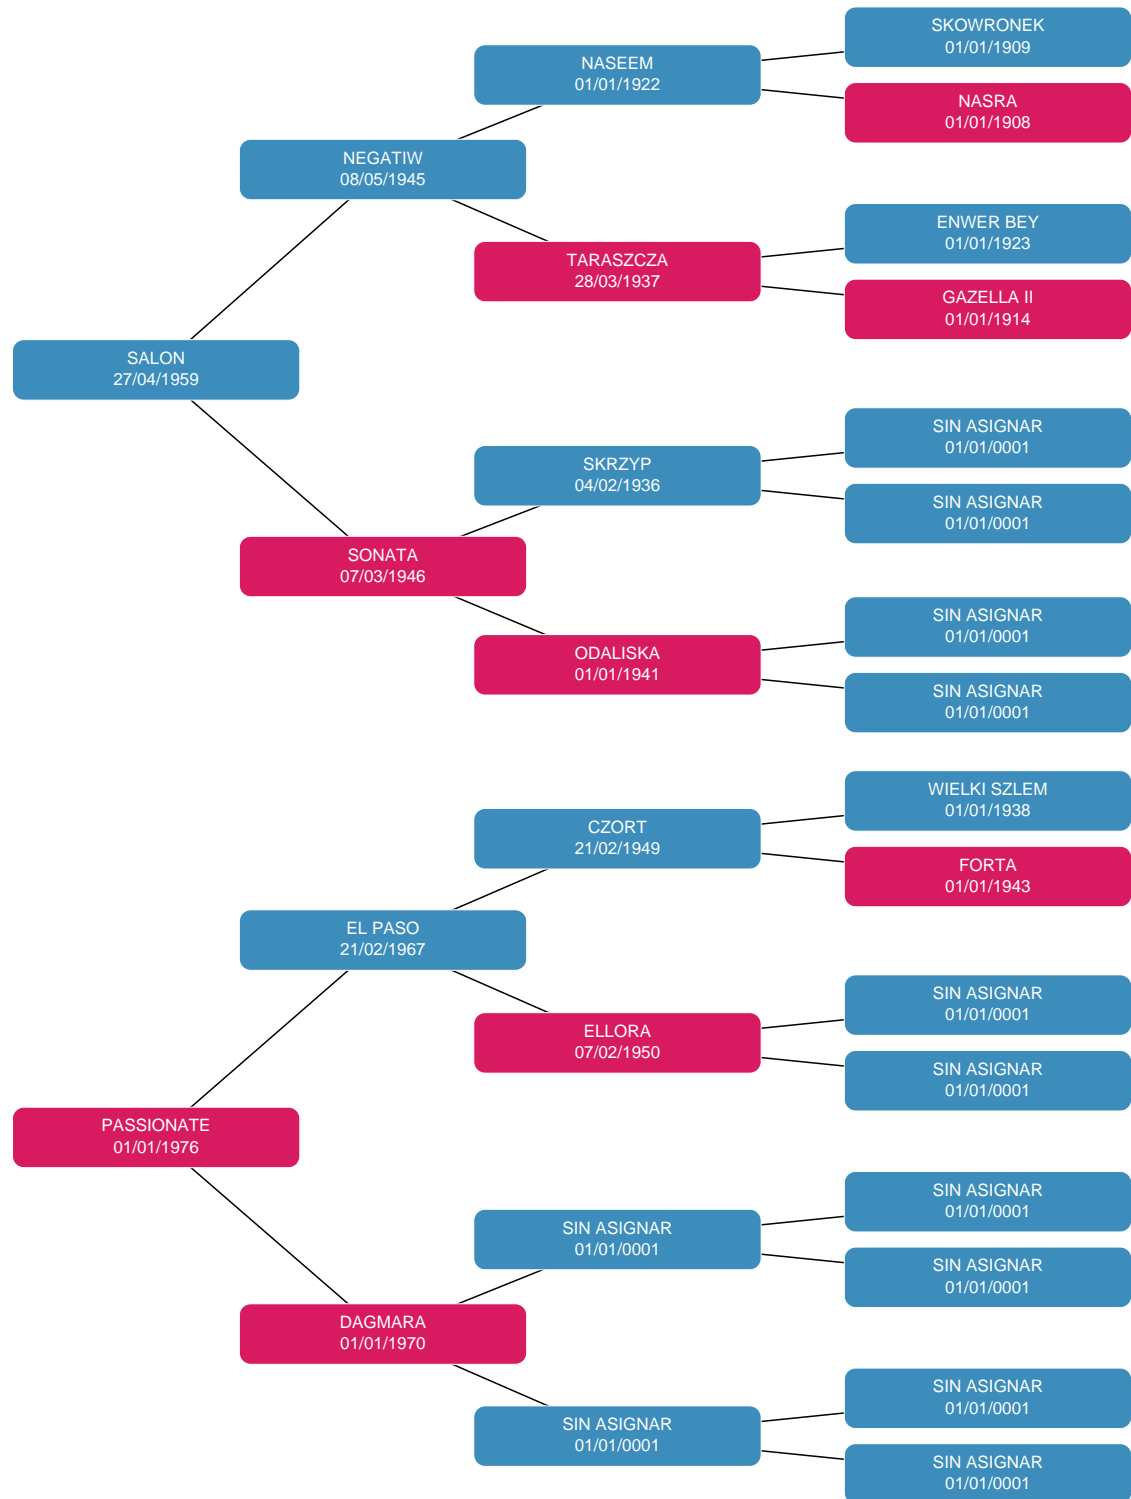 SKOWRONEK
01/01/1909
NASEEM
01/01/1922
NASRA
01/01/1908
NEGATIW
08/05/1945
ENWER BEY
01/01/1923
TARASZCZA
28/03/1937
GAZELLA II
01/01/1914
SALON
27/04/1959
SIN ASIGNAR
01/01/0001
SKRZYP
04/02/1936
SIN ASIGNAR
01/01/0001
SONATA
07/03/1946
SIN ASIGNAR
01/01/0001
ODALISKA
01/01/1941
SIN ASIGNAR
01/01/0001
WIELKI SZLEM
01/01/1938
CZORT
21/02/1949
FORTA
01/01/1943
EL PASO
21/02/1967
SIN ASIGNAR
01/01/0001
ELLORA
07/02/1950
SIN ASIGNAR
01/01/0001
PASSIONATE
01/01/1976
SIN ASIGNAR
01/01/0001
SIN ASIGNAR
01/01/0001
SIN ASIGNAR
01/01/0001
DAGMARA
01/01/1970
SIN ASIGNAR
01/01/0001
SIN ASIGNAR
01/01/0001
SIN ASIGNAR
01/01/0001